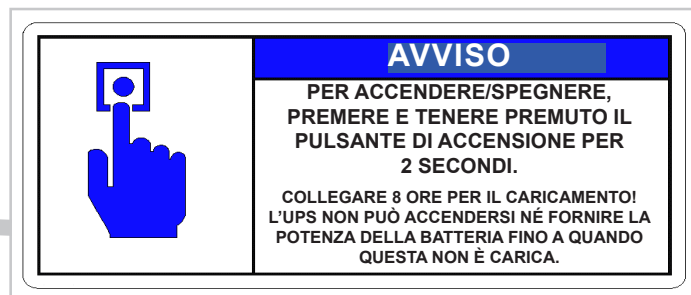 AVVISO
PER ACCENDERE/SPEGNERE,
PREMERE E TENERE PREMUTO IL
PULSANTE DI ACCENSIONE PER
2 SECONDI.
COLLEGARE 8 ORE PER IL CARICAMENTO!
L'UPS NON PUÒ ACCENDERSI NÉ FORNIRE LA
POTENZA DELLA BATTERIA FINO A QUANDO
QUESTA NON È CARICA.